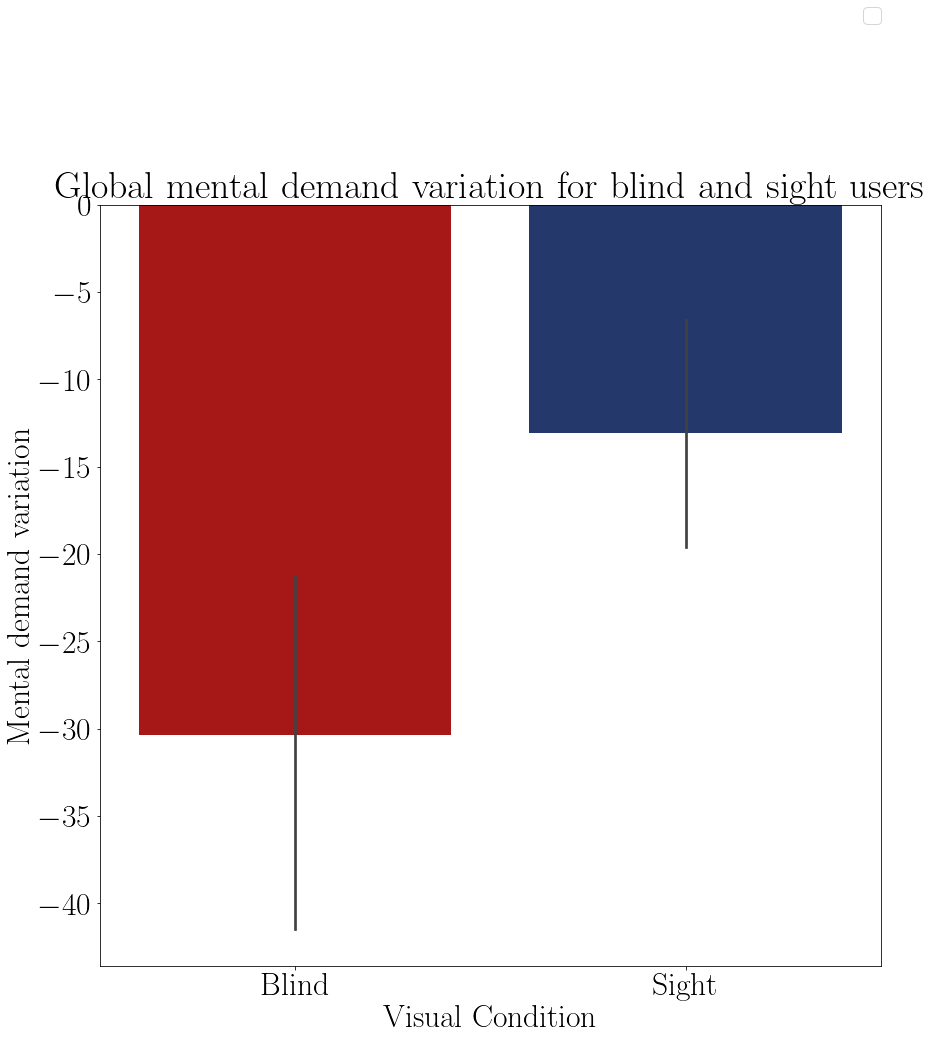 Global mental demand variation for blind and sight users
0
−5
−10
−15
−20
−25
−30
−35
−40
Mental demand variation
Blind
Sight
Visual Condition